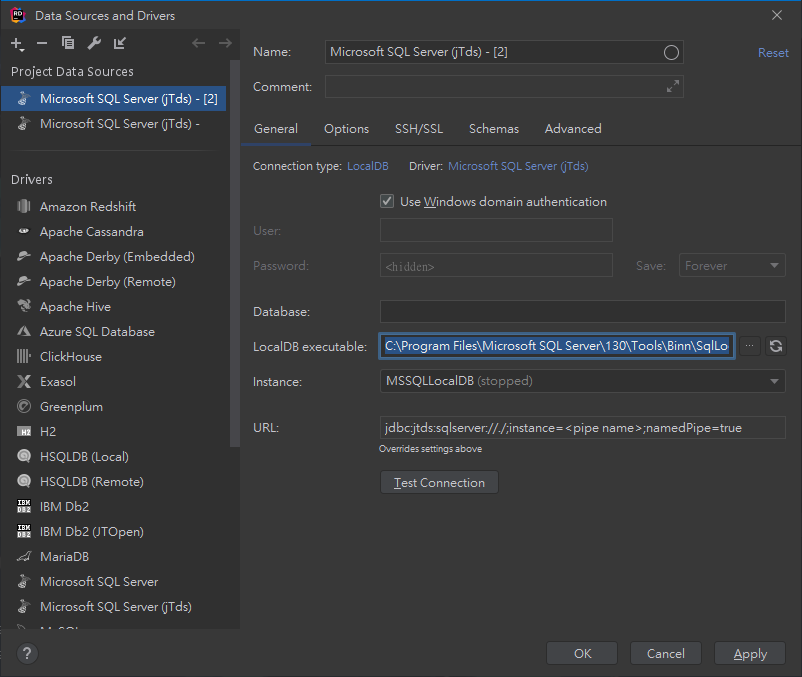 RD Data Sources and Drivers
Project Data Sources
Microsoft SQL Server (jTds) - [2]
Microsoft SQL Server (jTds) -
Drivers
Amazon Redshift
Apache Cassandra
Apache Derby (Embedded)
Apache Derby (Remote)
Apache Hive
Azure SQL Database
ClickHouse
Exasol
Greenplum
H2 H2
HSQLDB (Local)
HSQLDB (Remote)
IBM DB2 IBM Db2
IBM DB2 IBM Db2 (JTOpen)
MariaDB
Microsoft SQL Server
Microsoft SQL Server (jTds)
Name: Microsoft SQL Server (jTds) - [2] Reset
Comment:
General Options SSH/SSL Schemas Advanced
Connection type: LocalDB Driver: Microsoft SQL Server (jTds)
Use Windows domain authentication
User:
Password: <hidden> Save: Forever
Database:
LocalDB executable: C:\Program Files\Microsoft SQL Server\130\Tools\Binn\SqlLo ...
Instance: MSSQLLocalDB (stopped)
URL: jdbc:jtds:sqlserver://./;instance=<pipe name>;namedPipe=true
Overrides settings above
Test Connection
? OK Cancel Apply